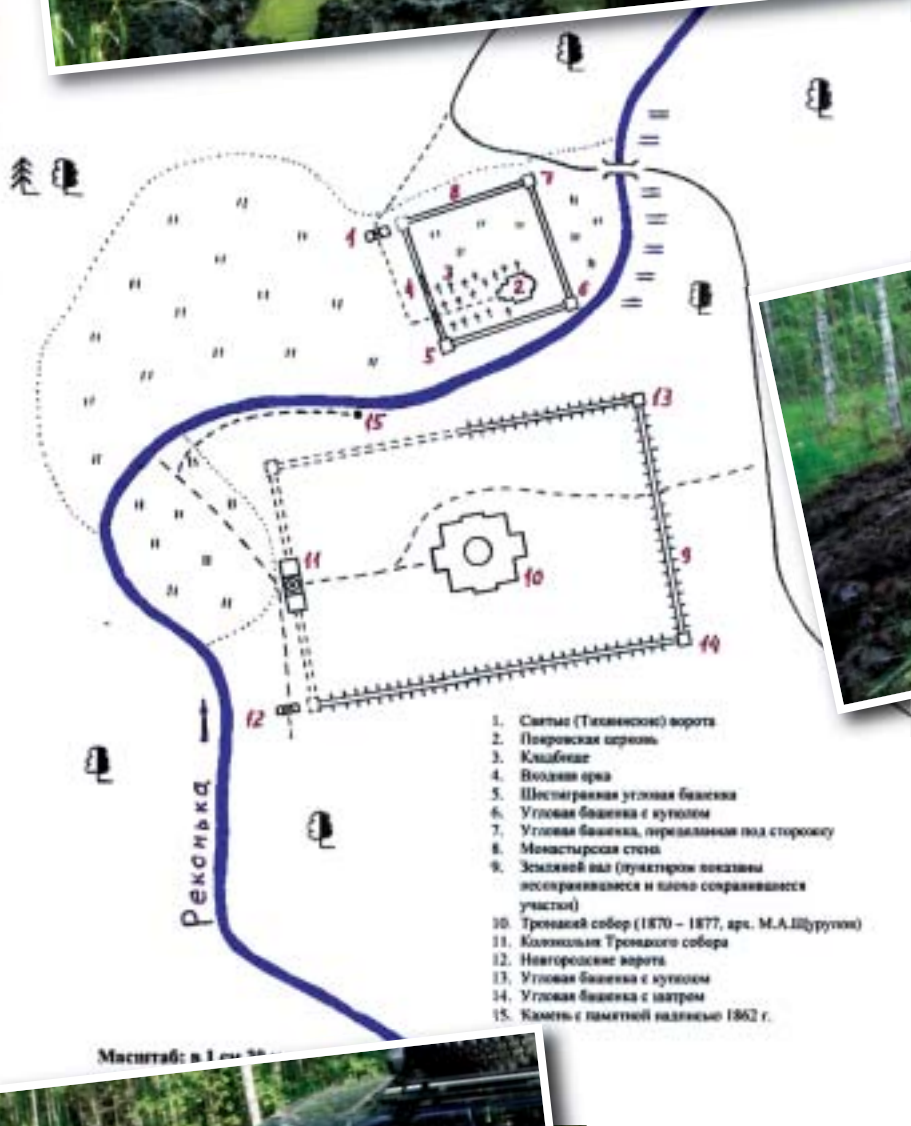 8
7
1
3
4
2
6
5
13
15
11
9
10
14
12
Реконька
1. Святые (Тихвинские) ворота
2. Покровская церковь
3. Кладбище
4. Входная арка
5. Шестигранная угловая башенка
6. Угловая башенка с куполом
7. Угловая башенка, переделанная под сторожку
8. Монастырская стена
9. Земляной вал (пунктиром показаны
несохранившиеся и плохо сохранившиеся
участки)
10. Троицкий собор (1870 – 1877, арх. М.А.Щурупов)
11. Колокольня Троицкого собора
12. Новгородские ворота
13. Угловая башенка с куполом
14. Угловая башенка с шатром
15. Камень с памятной надписью 1862 г.
Масштаб: в 1 см